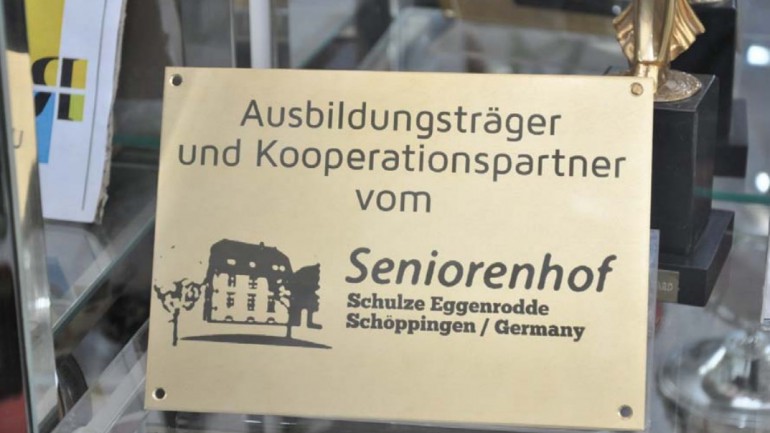 Ausbildungsträger
und Kooperationspartner
vom
Seniorenhof
Schulze Eggenrodde
Schöppingen / Germany